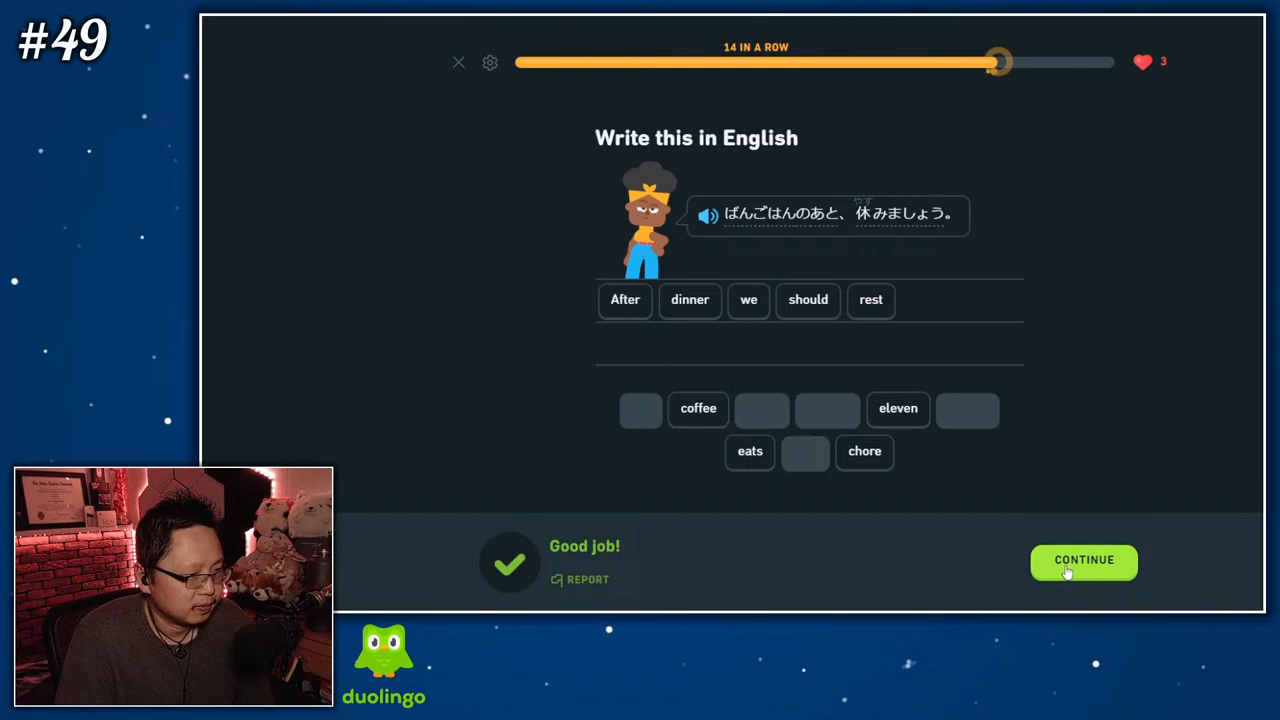 #49
14 IN A ROW
3
Write this in English
やす
ばんごはんのあと、休みましょう。
After dinner we should rest
coffee eleven
eats chore
Good job!
REPORT
CONTINUE
duolingo